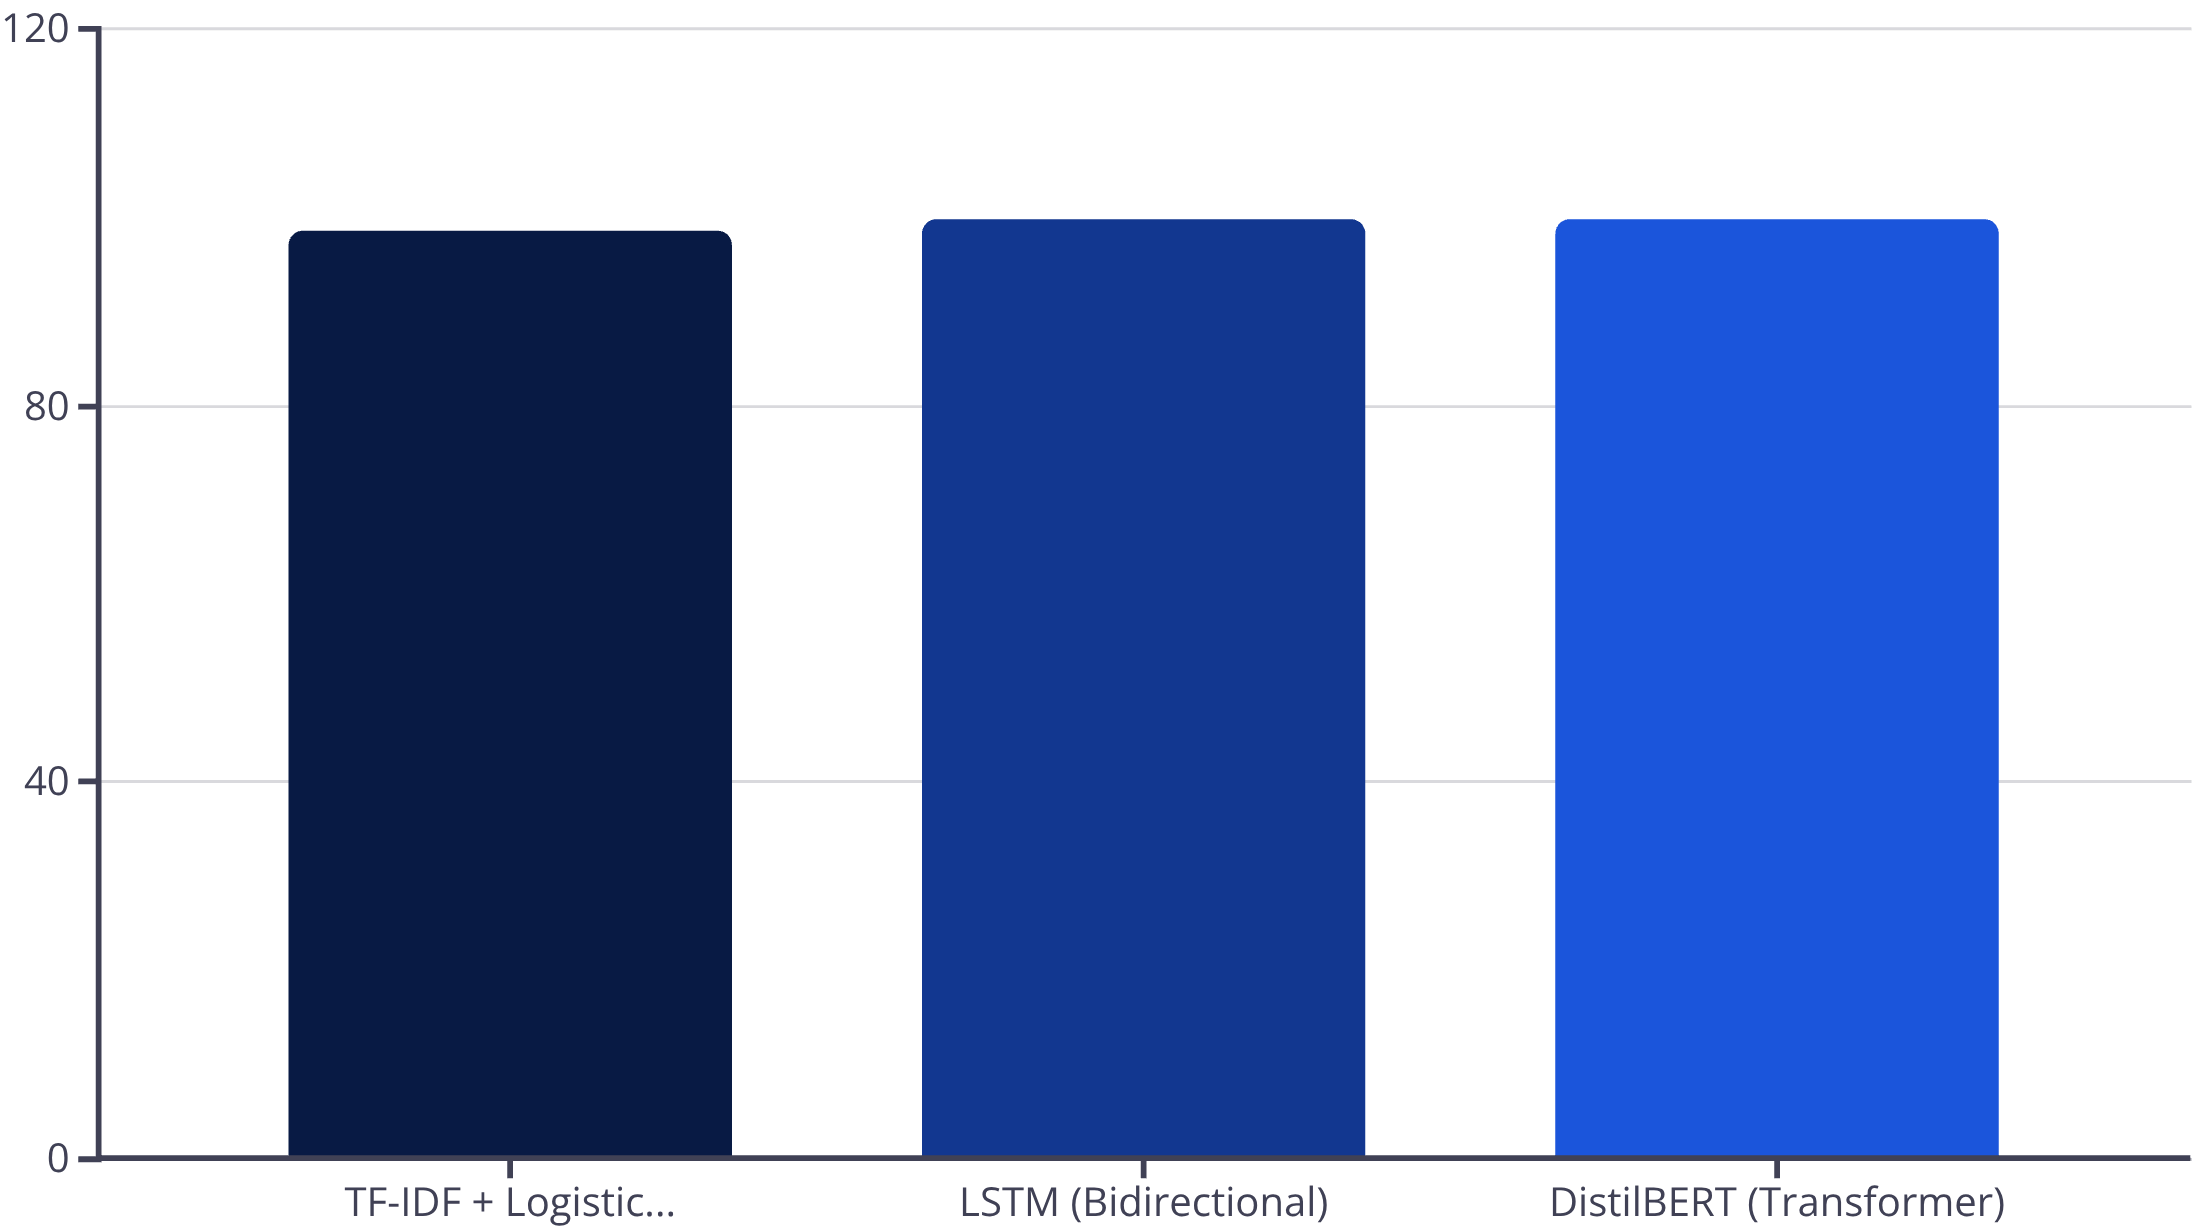 120
80
40
0
TF-IDF + Logistic...
LSTM (Bidirectional)
DistilBERT (Transformer)